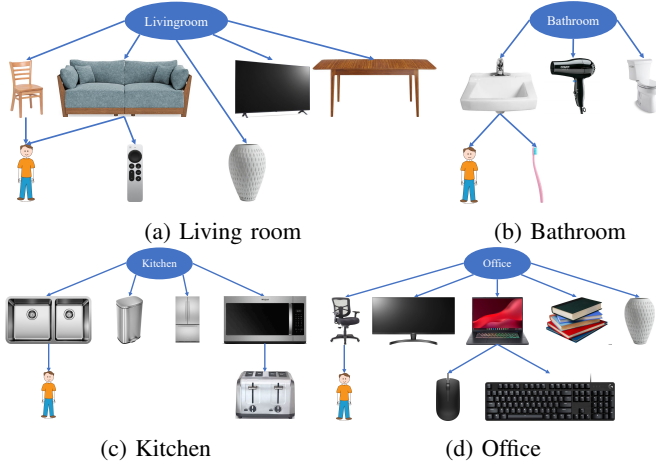 Livingroom
Bathroom
(a) Living room
(b) Bathroom
Kitchen
Office
(c) Kitchen
(d) Office